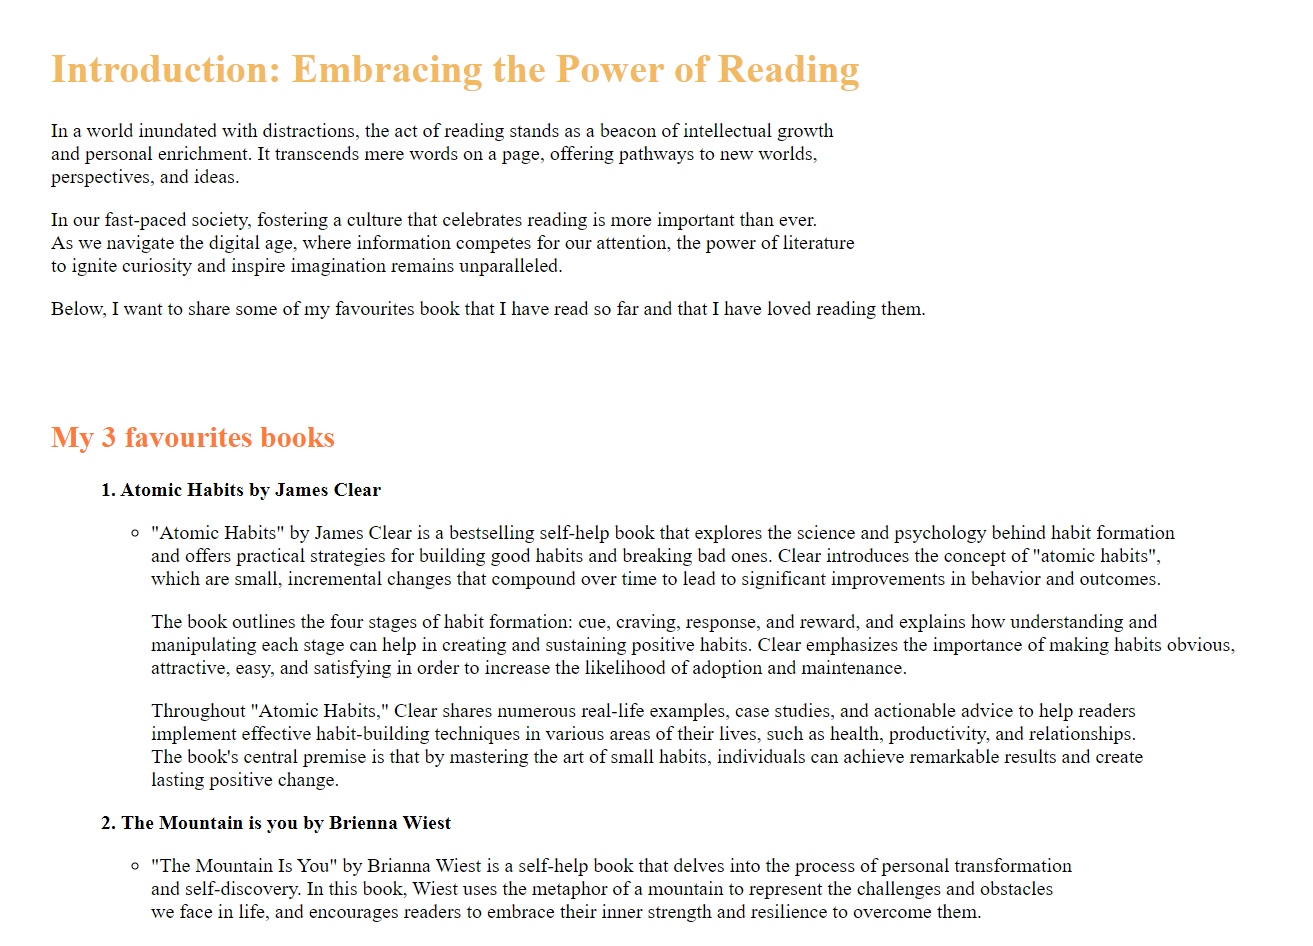 Introduction: Embracing the Power of Reading
In a world inundated with distractions, the act of reading stands as a beacon of intellectual growth
and personal enrichment. It transcends mere words on a page, offering pathways to new worlds,
perspectives, and ideas.
In our fast-paced society, fostering a culture that celebrates reading is more important than ever.
As we navigate the digital age, where information competes for our attention, the power of literature
to ignite curiosity and inspire imagination remains unparalleled.
Below, I want to share some of my favourites book that I have read so far and that I have loved reading them.
My 3 favourites books
1. Atomic Habits by James Clear
"Atomic Habits" by James Clear is a bestselling self-help book that explores the science and psychology behind habit formation
and offers practical strategies for building good habits and breaking bad ones. Clear introduces the concept of "atomic habits",
which are small, incremental changes that compound over time to lead to significant improvements in behavior and outcomes.
The book outlines the four stages of habit formation: cue, craving, response, and reward, and explains how understanding and
manipulating each stage can help in creating and sustaining positive habits. Clear emphasizes the importance of making habits obvious,
attractive, easy, and satisfying in order to increase the likelihood of adoption and maintenance.
Throughout "Atomic Habits," Clear shares numerous real-life examples, case studies, and actionable advice to help readers
implement effective habit-building techniques in various areas of their lives, such as health, productivity, and relationships.
The book's central premise is that by mastering the art of small habits, individuals can achieve remarkable results and create
lasting positive change.
2. The Mountain is you by Brienna Wiest
"The Mountain Is You" by Brianna Wiest is a self-help book that delves into the process of personal transformation
and self-discovery. In this book, Wiest uses the metaphor of a mountain to represent the challenges and obstacles
we face in life, and encourages readers to embrace their inner strength and resilience to overcome them.